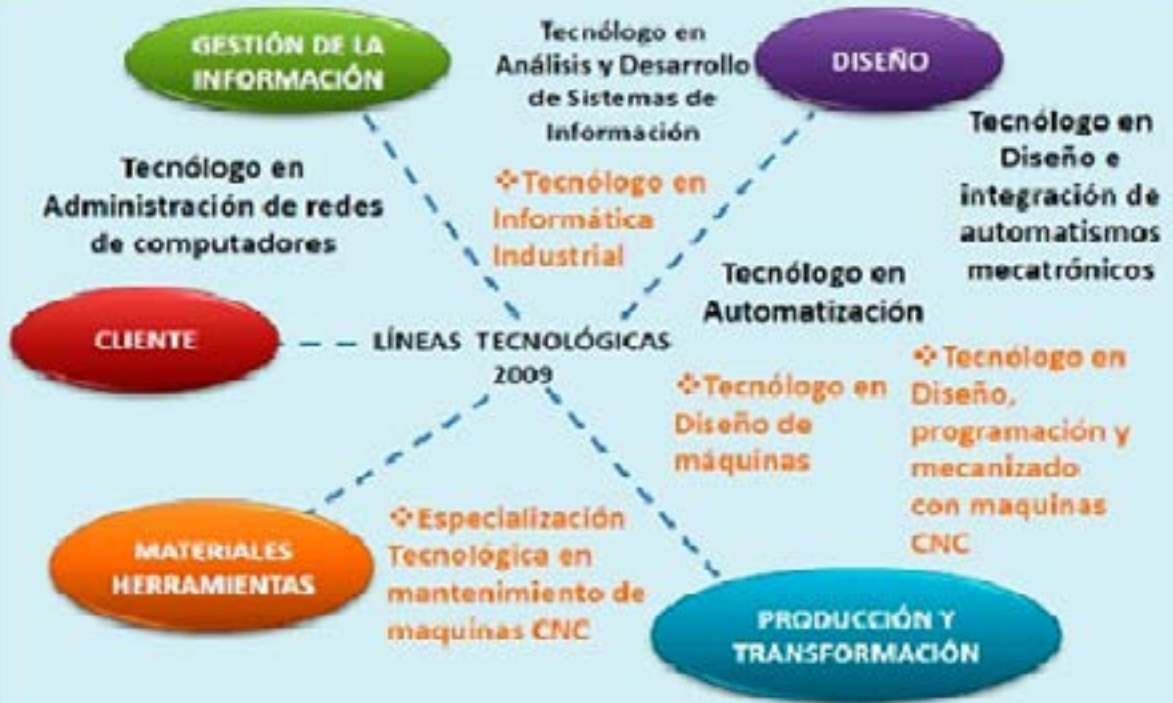 GESTIÓN DE LA
INFORMACIÓN
Tecnólogo en
Análisis y Desarrollo
de Sistemas de
Información
DISEÑO
Tecnólogo en
Diseño e
integración de
automatismos
mecatrónicos
Tecnólogo en
Administración de redes
de computadores
❖Tecnólogo en
Informática
Industrial
Tecnólogo en
Automatización
CLIENTE
LÍNEAS TECNOLÓGICAS
2009
❖Tecnólogo en
Diseño de
máquinas
❖Tecnólogo en
Diseño,
programación y
mecanizado
con maquinas
CNC
MATERIALES
HERRAMIENTAS
❖Especialización
Tecnológica en
mantenimiento de
maquinas CNC
PRODUCCIÓN Y
TRANSFORMACIÓN